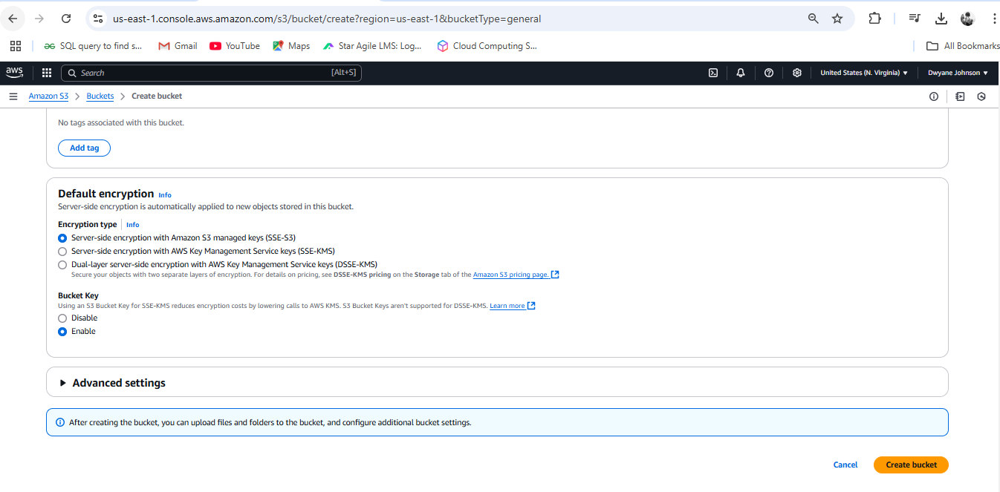 us-east-1.console.aws.amazon.com/s3/bucket/create?region=us-east-1&bucketType=general
SQL query to find s... Gmail YouTube Maps Star Agile LMS: Log... Cloud Computing S... All Bookmarks
aws Search [Alt+S] United States (N. Virginia) Dwyane Johnson
Amazon S3 Buckets Create bucket
No tags associated with this bucket.
Add tag
Default encryption Info
Server-side encryption is automatically applied to new objects stored in this bucket.
Encryption type Info
Server-side encryption with Amazon S3 managed keys (SSE-S3)
Server-side encryption with AWS Key Management Service keys (SSE-KMS)
Dual-layer server-side encryption with AWS Key Management Service keys (DSSE-KMS)
Secure your objects with two separate layers of encryption. For details on pricing, see DSSE-KMS pricing on the Storage tab of the Amazon S3 pricing page.
Bucket Key
Using an S3 Bucket Key for SSE-KMS reduces encryption costs by lowering calls to AWS KMS. S3 Bucket Keys aren't supported for DSSE-KMS. Learn more
Disable
Enable
Advanced settings
After creating the bucket, you can upload files and folders to the bucket, and configure additional bucket settings.
Cancel Create bucket